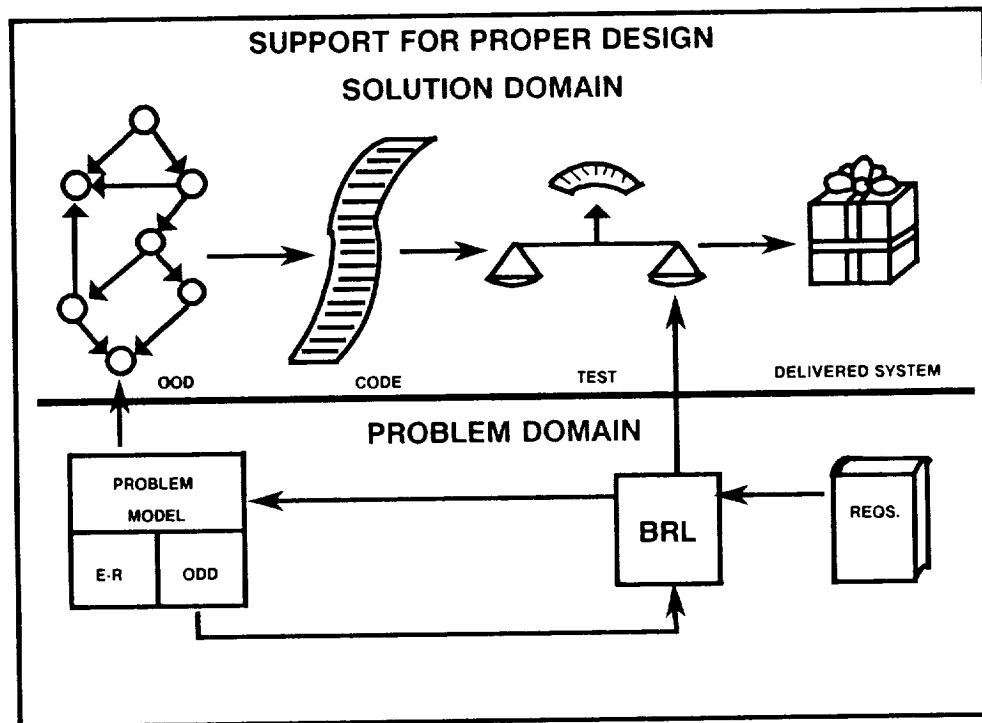 SUPPORT FOR PROPER DESIGN
SOLUTION DOMAIN
OOD
CODE
TEST
DELIVERED SYSTEM
PROBLEM DOMAIN
PROBLEM
MODEL
E-R
ODD
BRL
REQS.